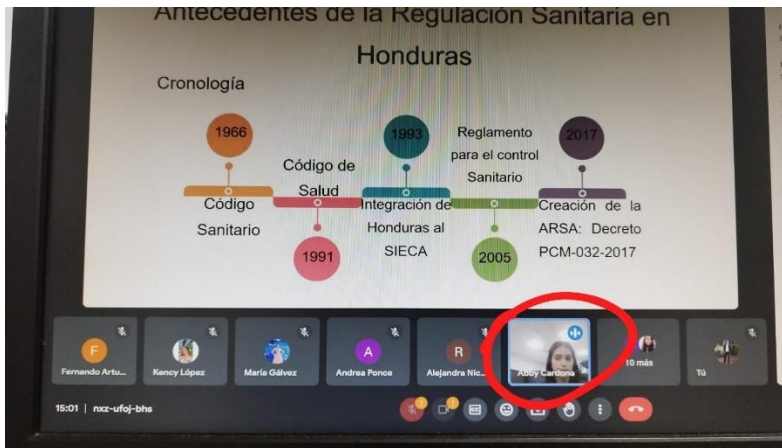 Antecedentes de la Regulación Sanitaria en
Honduras
Cronología
1966
Código
Sanitario
Código de
Salud
1991
1993
Integración de
Honduras al
SIECA
Reglamento
para el control
Sanitario
2005
2017
Creación de la
ARSA: Decreto
PCM-032-2017
F
Fernando Artu...
Kency López
María Gálvez
A
Andrea Ponce
R
Alejandra Nic...
Abby Cardona
10 más
Tú
15:01 | nxz-ufoj-bhs
1
1